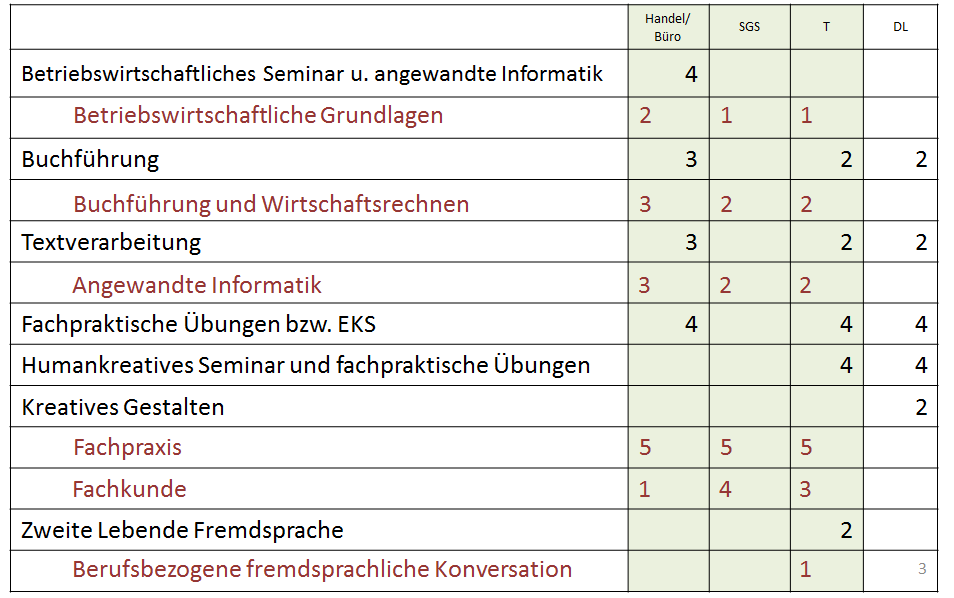 Handel/ Büro SGS T DL
Betriebswirtschaftliches Seminar u. angewandte Informatik 4
Betriebswirtschaftliche Grundlagen 2 1 1
Buchführung 3 2 2
Buchführung und Wirtschaftsrechnen 3 2 2
Textverarbeitung 3 2 2
Angewandte Informatik 3 2 2
Fachpraktische Übungen bzw. EKS 4 4 4
Humankreatives Seminar und fachpraktische Übungen 4 4
Kreatives Gestalten 2
Fachpraxis 5 5 5
Fachkunde 1 4 3
Zweite Lebende Fremdsprache 2
Berufsbezogene fremdsprachliche Konversation 1 3